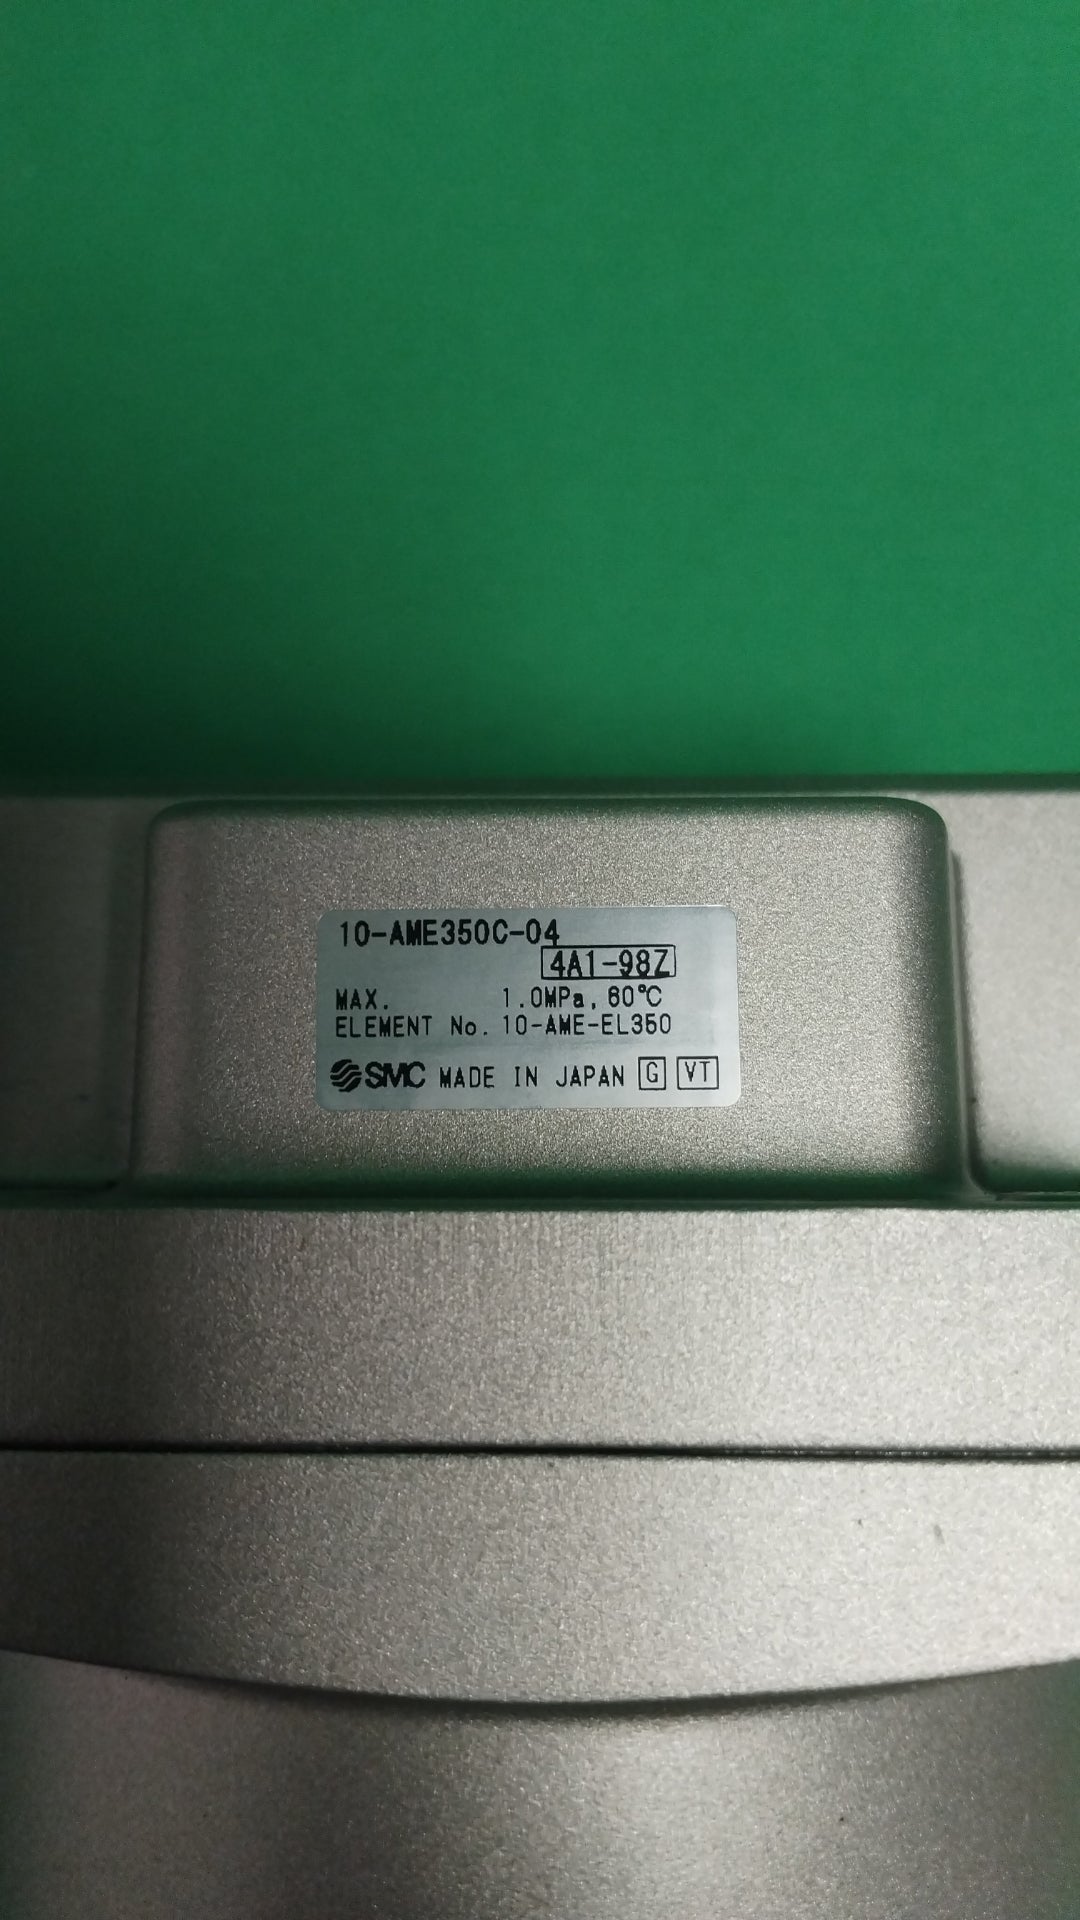 10-AME350C-04
4A1-98Z
MAX. 1.0MPa, 60℃
ELEMENT No. 10-AME-EL350
SMC MADE IN JAPAN G VT